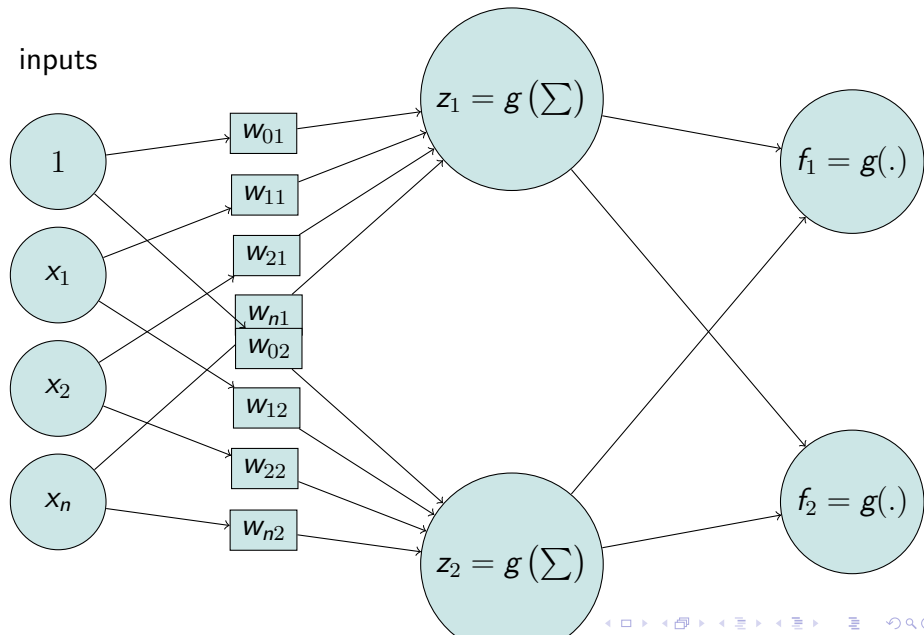 inputs
1
x₁
x₂
xₙ
w₀₁
w₁₁
w₂₁
wₙ₁
w₀₂
w₁₂
w₂₂
wₙ₂
z₁ = g (∑)
z₂ = g (∑)
f₁ = g(.)
f₂ = g(.)